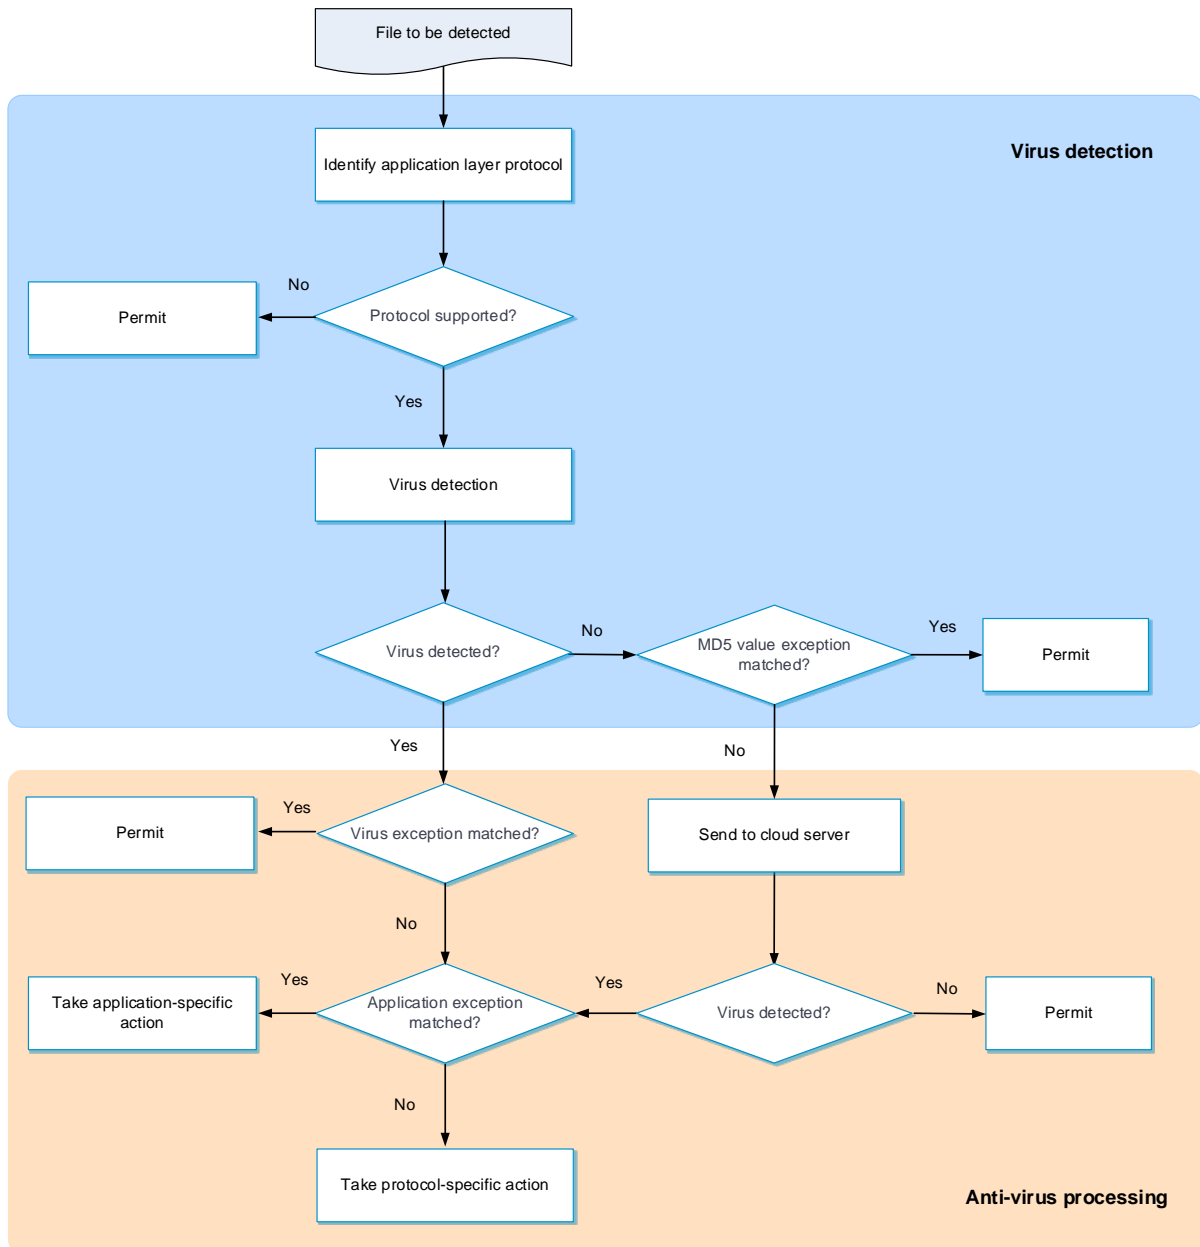 File to be detected
Virus detection
Identify application layer protocol
No
Permit
Protocol supported?
Yes
Virus detection
Virus detected?
No
MD5 value exception
matched?
Yes
Permit
Yes
No
Permit
Yes
Virus exception matched?
Send to cloud server
No
Take application-specific
action
Yes
Application exception
matched?
Yes
Virus detected?
No
Permit
No
Take protocol-specific action
Anti-virus processing